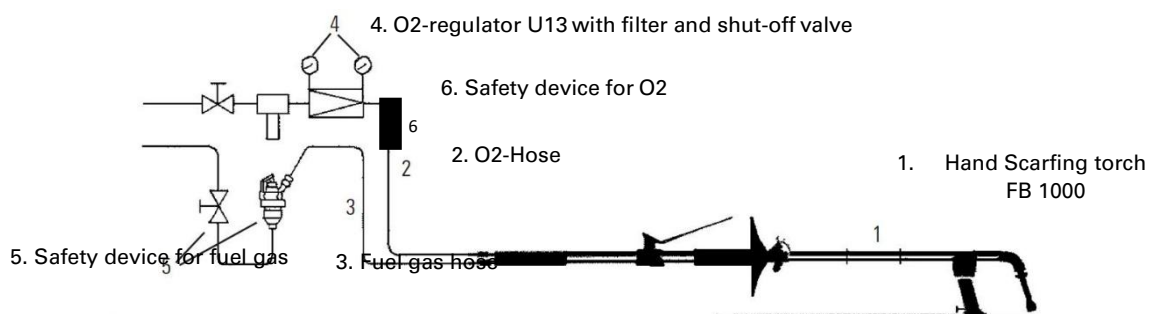 4
4. O2-regulator U13 with filter and shut-off valve
6. Safety device for O2
6
2. O2-Hose
2
1. Hand Scarfing torch
FB 1000
3
1
5. Safety device for fuel gas
5
3. Fuel gas hose